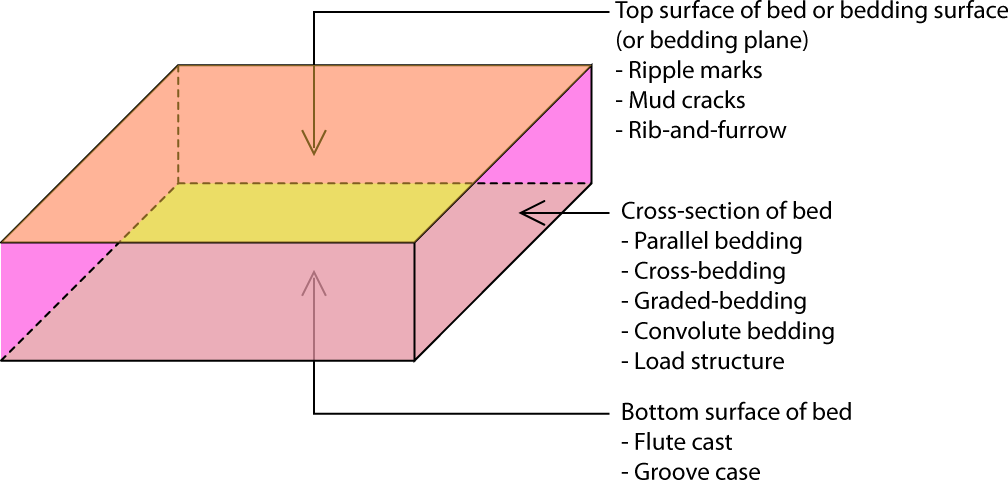 Top surface of bed or bedding surface
(or bedding plane)
- Ripple marks
- Mud cracks
- Rib-and-furrow
Cross-section of bed
- Parallel bedding
- Cross-bedding
- Graded-bedding
- Convolute bedding
- Load structure
Bottom surface of bed
- Flute cast
- Groove case